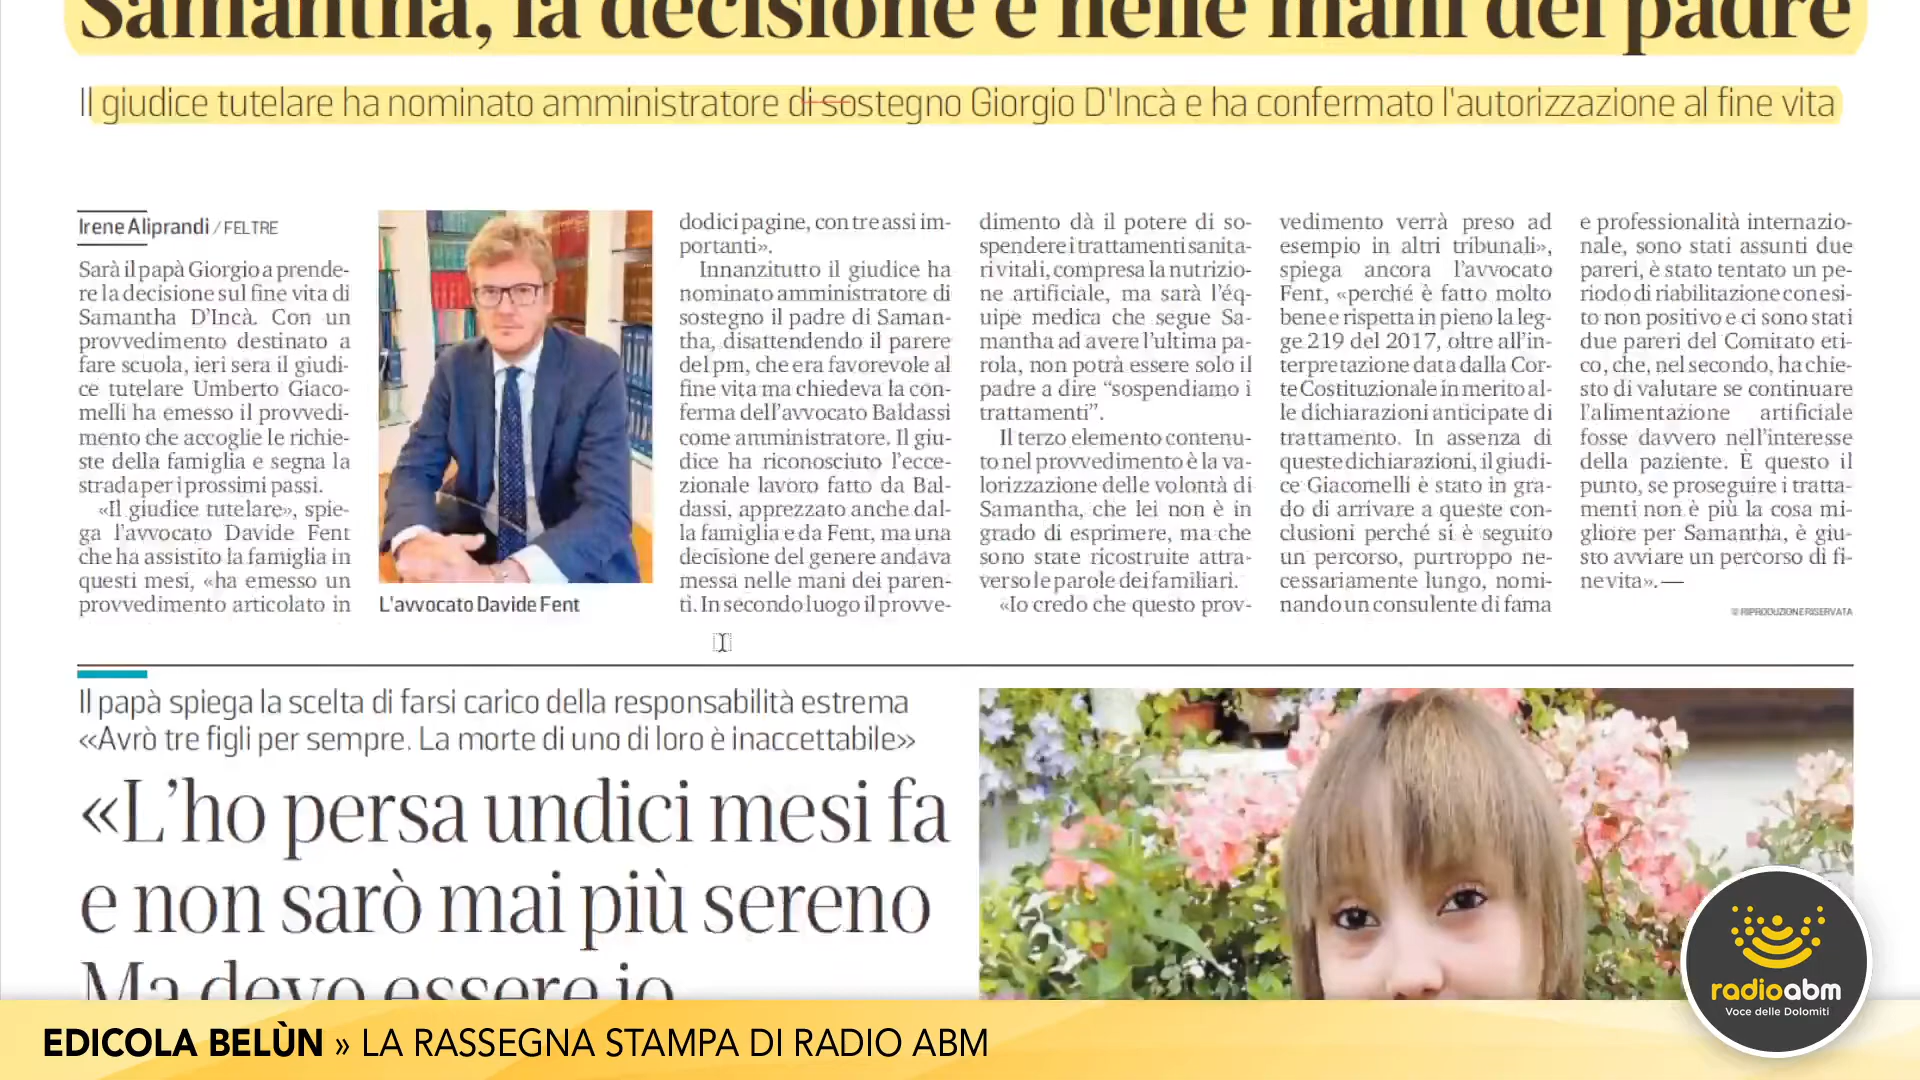 Samantha, la decisione è nelle mani del padre
Il giudice tutelare ha nominato amministratore di sostegno Giorgio D'Incà e ha confermato l'autorizzazione al fine vita
Irene Aliprandi / FELTRE
Sarà il papà Giorgio a prende-
re la decisione sul fine vita di
Samantha D'Incà. Con un
provvedimento destinato a
fare scuola, ieri sera il giudi-
ce tutelare Umberto Giaco-
melli ha emesso il provvedi-
mento che accoglie le richie-
ste della famiglia e segna la
strada per i prossimi passi.
«Il giudice tutelare», spie-
ga l'avvocato Davide Fent
che ha assistito la famiglia in
questi mesi, «ha emesso un
provvedimento articolato in
L'avvocato Davide Fent
dodici pagine, con tre assi im-
portanti».
Innanzitutto il giudice ha
nominato amministratore di
sostegno il padre di Saman-
tha, disattendendo il parere
del pm, che era favorevole al
fine vita ma chiedeva la con-
ferma dell'avvocato Baldassi
come amministratore. Il giu-
dice ha riconosciuto l'ecce-
zionale lavoro fatto da Bal-
dassi, apprezzato anche dal-
la famiglia e da Fent, ma una
decisione del genere andava
messa nelle mani dei paren-
ti. In secondo luogo il provve-
dimento dà il potere di so-
spendere i trattamenti sanita-
ri vitali, compresa la nutrizio-
ne artificiale, ma sarà l'éq-
uipe medica che segue Sa-
mantha ad avere l'ultima pa-
rola, non potrà essere solo il
padre a dire “sospendiamo i
trattamenti”.
Il terzo elemento contenu-
to nel provvedimento è la va-
lorizzazione delle volontà di
Samantha, che lei non è in
grado di esprimere, ma che
sono state ricostruite attra-
verso le parole dei familiari.
«Io credo che questo prov-
vedimento verrà preso ad
esempio in altri tribunali»,
spiega ancora l'avvocato
Fent, «perché è fatto molto
bene e rispetta in pieno la leg-
ge 219 del 2017, oltre all'in-
terpretazione data dalla Cor-
te Costituzionale in merito al-
le dichiarazioni anticipate di
trattamento. In assenza di
queste dichiarazioni, il giudi-
ce Giacomelli è stato in gra-
do di arrivare a queste con-
clusioni perché si è seguito
un percorso, purtroppo ne-
cessariamente lungo, nomi-
nando un consulente di fama
e professionalità internazio-
nale, sono stati assunti due
pareri, è stato tentato un pe-
riodo di riabilitazione con esi-
to non positivo e ci sono stati
due pareri del Comitato eti-
co, che, nel secondo, ha chie-
sto di valutare se continuare
l'alimentazione artificiale
fosse davvero nell'interesse
della paziente. È questo il
punto, se proseguire i tratta-
menti non è più la cosa mi-
gliore per Samantha, è giu-
sto avviare un percorso di fi-
ne vita». —
© RIPRODUZIONE RISERVATA
Il papà spiega la scelta di farsi carico della responsabilità estrema
«Avrò tre figli per sempre. La morte di uno di loro è inaccettabile»
«L'ho persa undici mesi fa
e non sarò mai più sereno
Ma devo essere io
radioabm
Voce delle Dolomiti
EDICOLA BELÙN » LA RASSEGNA STAMPA DI RADIO ABM